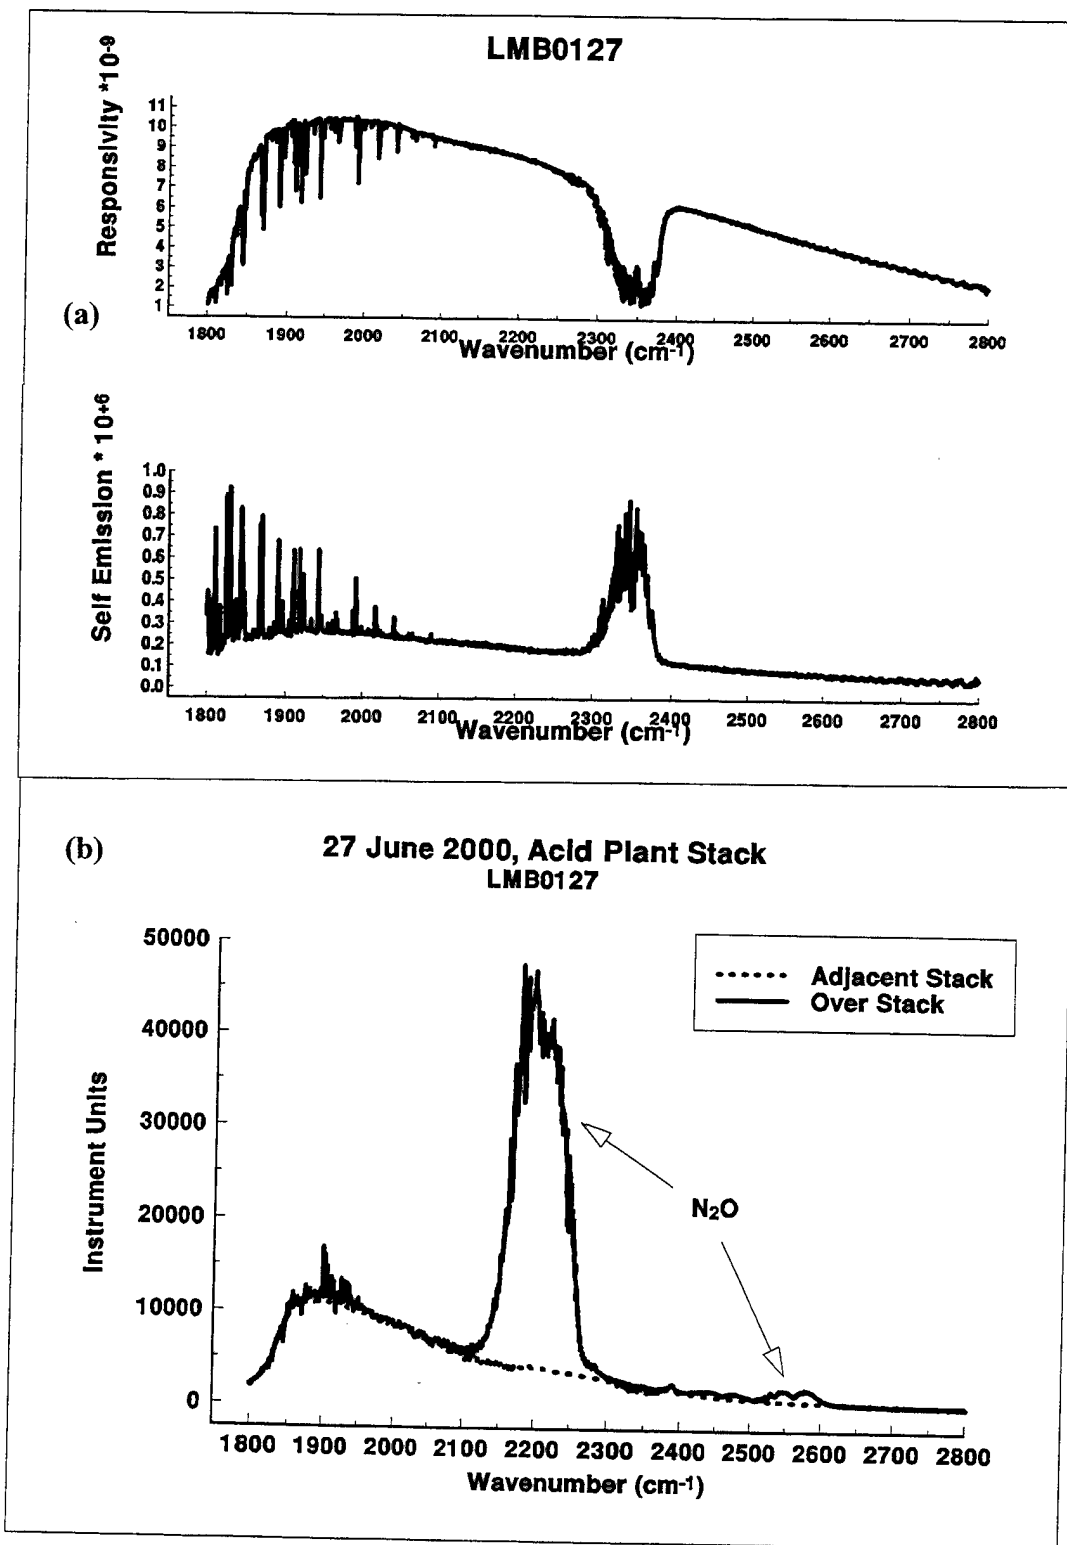 LMB0127
Responsivity *10-9
11
10
9
8
7
6
5
4
3
2
1
(a)
1800 1900 2000 2100 2200 2300 2400 2500 2600 2700 2800
Wavenumber (cm-1)
Self Emission * 10+6
1.0
0.9
0.8
0.7
0.6
0.5
0.4
0.3
0.2
0.1
0.0
1800 1900 2000 2100 2200 2300 2400 2500 2600 2700 2800
Wavenumber (cm-1)
(b)
27 June 2000, Acid Plant Stack
LMB0127
Adjacent Stack
Over Stack
Instrument Units
50000
40000
30000
20000
10000
0
N2O
1800 1900 2000 2100 2200 2300 2400 2500 2600 2700 2800
Wavenumber (cm-1)